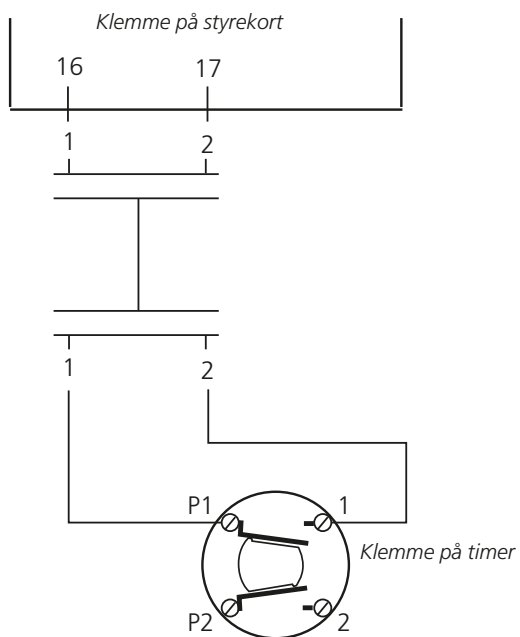 Klemme på styrekort
16 17
1 2
1 2
P1 1
Klemme på timer
P2 2